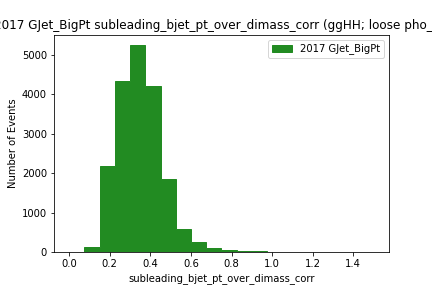 2017 GJet_BigPt subleading_bjet_pt_over_dimass_corr (ggHH; loose pho_
2017 GJet_BigPt
5000
4000
3000
2000
1000
0
Number of Events
0.0 0.2 0.4 0.6 0.8 1.0 1.2 1.4
subleading_bjet_pt_over_dimass_corr